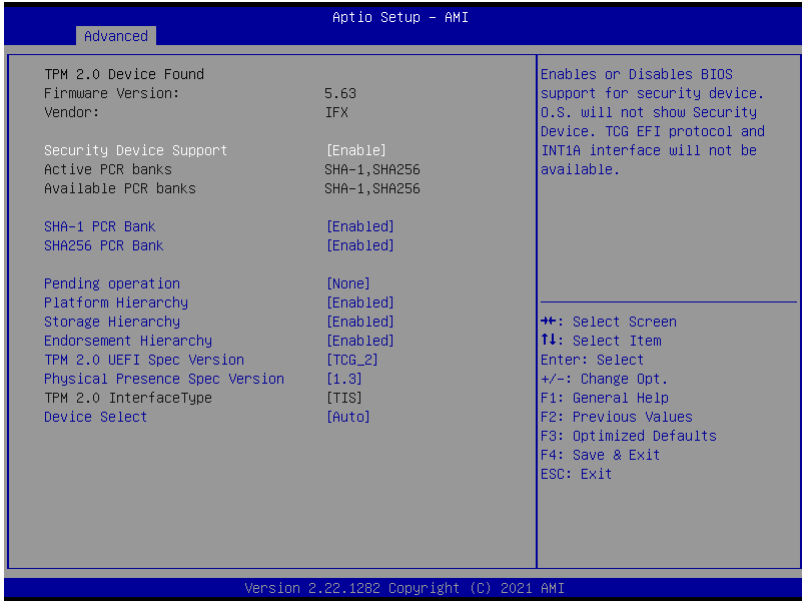 Aptio Setup – AMI
Advanced
TPM 2.0 Device Found
Firmware Version: 5.63
Vendor: IFX
Security Device Support [Enable]
Active PCR banks SHA-1,SHA256
Available PCR banks SHA-1,SHA256
SHA-1 PCR Bank [Enabled]
SHA256 PCR Bank [Enabled]
Pending operation [None]
Platform Hierarchy [Enabled]
Storage Hierarchy [Enabled]
Endorsement Hierarchy [Enabled]
TPM 2.0 UEFI Spec Version [TCG_2]
Physical Presence Spec Version [1.3]
TPM 2.0 InterfaceType [TIS]
Device Select [Auto]
Enables or Disables BIOS
support for security device.
O.S. will not show Security
Device. TCG EFI protocol and
INT1A interface will not be
available.
→←: Select Screen
↑↓: Select Item
Enter: Select
+/-: Change Opt.
F1: General Help
F2: Previous Values
F3: Optimized Defaults
F4: Save & Exit
ESC: Exit
Version 2.22.1282 Copyright (C) 2021 AMI